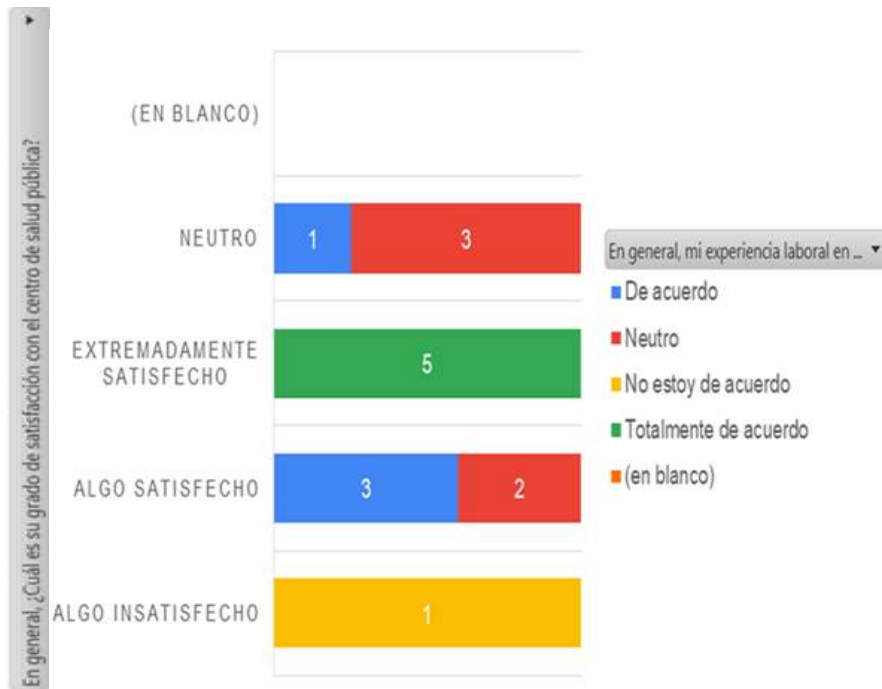 En general, ¿Cuál es su grado de satisfacción con el centro de salud pública?
(EN BLANCO)
NEUTRO
1
3
EXTREMADAMENTE
SATISFECHO
5
ALGO SATISFECHO
3
2
ALGO INSATISFECHO
1
En general, mi experiencia laboral en ...
De acuerdo
Neutro
No estoy de acuerdo
Totalmente de acuerdo
(en blanco)